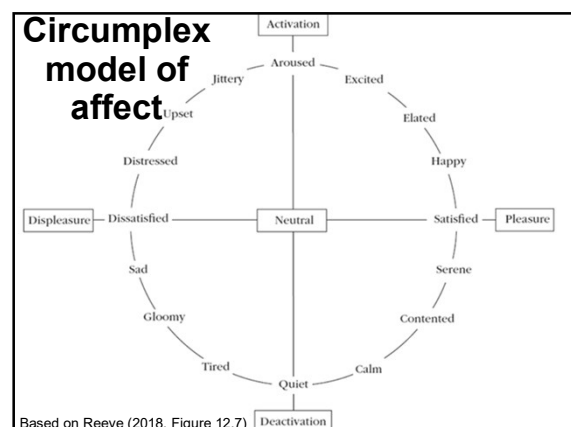 Circumplex
model of
affect
Activation
Aroused
Jittery
Excited
Upset
Elated
Distressed
Happy
Displeasure
Dissatisfied
Neutral
Satisfied
Pleasure
Sad
Serene
Gloomy
Contented
Tired
Calm
Quiet
Deactivation
Based on Reeve (2018, Figure 12.7)